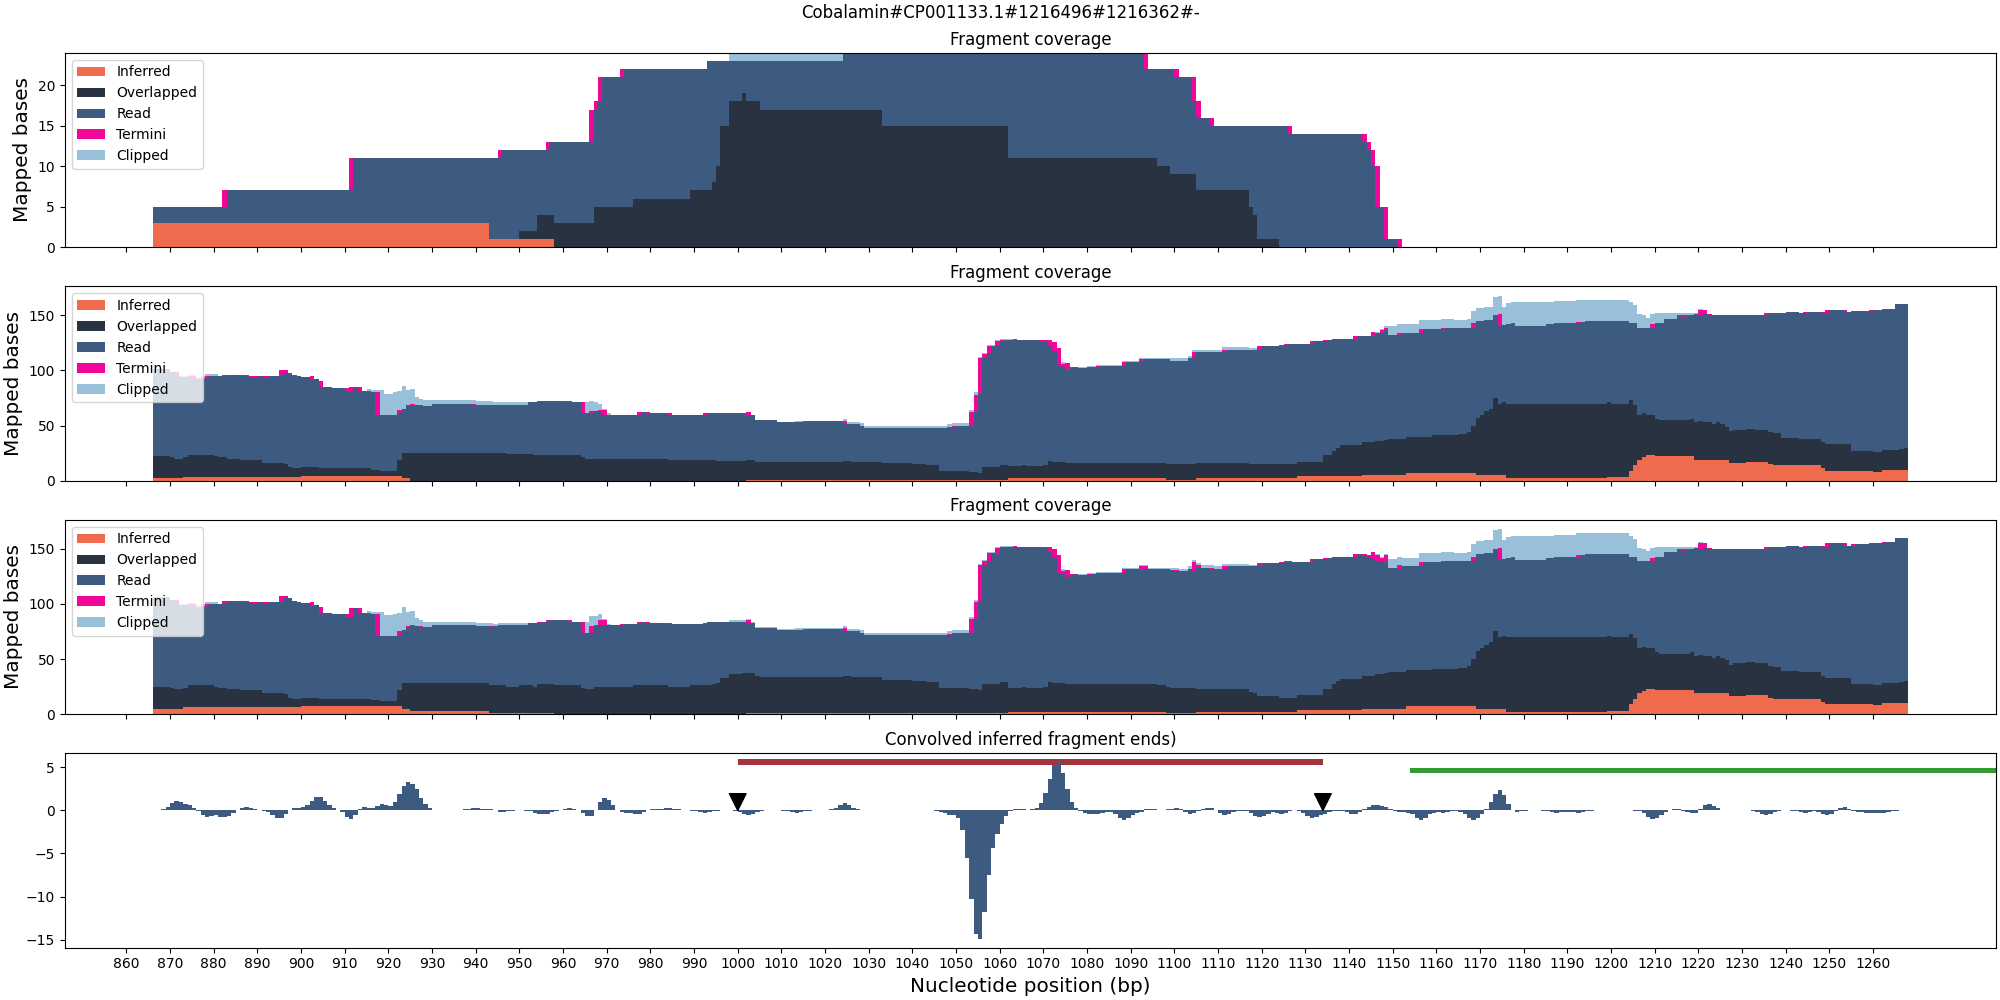 Cobalamin#CP001133.1#1216496#1216362#-
Fragment coverage
Mapped bases
20
15
10
5
0
Inferred
Overlapped
Read
Termini
Clipped
Fragment coverage
Mapped bases
150
100
50
0
Inferred
Overlapped
Read
Termini
Clipped
Fragment coverage
Mapped bases
150
100
50
0
Inferred
Overlapped
Read
Termini
Clipped
Convolved inferred fragment ends)
5
0
−5
−10
−15
860 870 880 890 900 910 920 930 940 950 960 970 980 990 1000 1010 1020 1030 1040 1050 1060 1070 1080 1090 1100 1110 1120 1130 1140 1150 1160 1170 1180 1190 1200 1210 1220 1230 1240 1250 1260
Nucleotide position (bp)